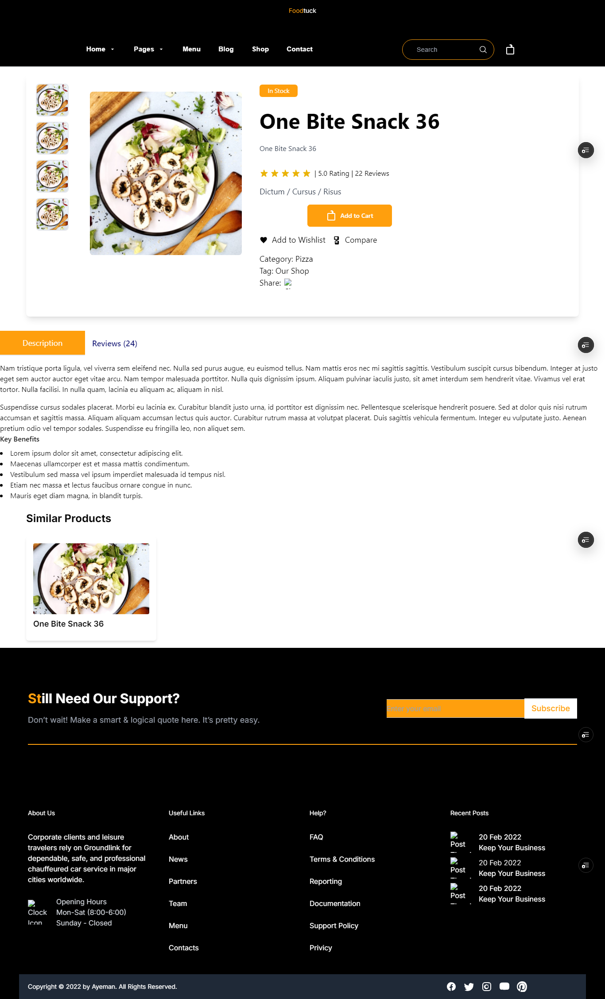 Foodtuck
Home Pages Menu Blog Shop Contact Search
In Stock
One Bite Snack 36
One Bite Snack 36
| 5.0 Rating | 22 Reviews
Dictum / Cursus / Risus
Add to Cart
Add to Wishlist Compare
Category: Pizza
Tag: Our Shop
Share:
Description Reviews (24)
Nam tristique porta ligula, vel viverra sem eleifend nec. Nulla sed purus augue, eu euismod tellus. Nam mattis eros nec mi sagittis sagittis. Vestibulum suscipit cursus bibendum. Integer at justo
eget sem auctor auctor eget vitae arcu. Nam tempor malesuada porttitor. Nulla quis dignissim ipsum. Aliquam pulvinar iaculis justo, sit amet interdum sem hendrerit vitae. Vivamus vel erat
tortor. Nulla facilisi. In nulla quam, lacinia eu aliquam ac, aliquam in nisl.
Suspendisse cursus sodales placerat. Morbi eu lacinia ex. Curabitur blandit justo urna, id porttitor est dignissim nec. Pellentesque scelerisque hendrerit posuere. Sed at dolor quis nisi rutrum
accumsan et sagittis massa. Aliquam aliquam accumsan lectus quis auctor. Curabitur rutrum massa at volutpat placerat. Duis sagittis vehicula fermentum. Integer eu vulputate justo. Aenean
pretium odio vel tempor sodales. Suspendisse eu fringilla leo, non aliquet sem.
Key Benefits
Lorem ipsum dolor sit amet, consectetur adipiscing elit.
Maecenas ullamcorper est et massa mattis condimentum.
Vestibulum sed massa vel ipsum imperdiet malesuada id tempus nisl.
Etiam nec massa et lectus faucibus ornare congue in nunc.
Mauris eget diam magna, in blandit turpis.
Similar Products
One Bite Snack 36
Still Need Our Support?
Don't wait! Make a smart & logical quote here. It's pretty easy.
Enter your email Subscribe
About Us
Corporate clients and leisure
travelers rely on Groundlink for
dependable, safe, and professional
chauffeured car service in major
cities worldwide.
Clock
Icon
Opening Hours
Mon-Sat (8:00-6:00)
Sunday - Closed
Useful Links
About
News
Partners
Team
Menu
Contacts
Help?
FAQ
Terms & Conditions
Reporting
Documentation
Support Policy
Privicy
Recent Posts
Post
20 Feb 2022
Keep Your Business
Post
20 Feb 2022
Keep Your Business
Post
20 Feb 2022
Keep Your Business
Copyright © 2022 by Ayeman. All Rights Reserved.